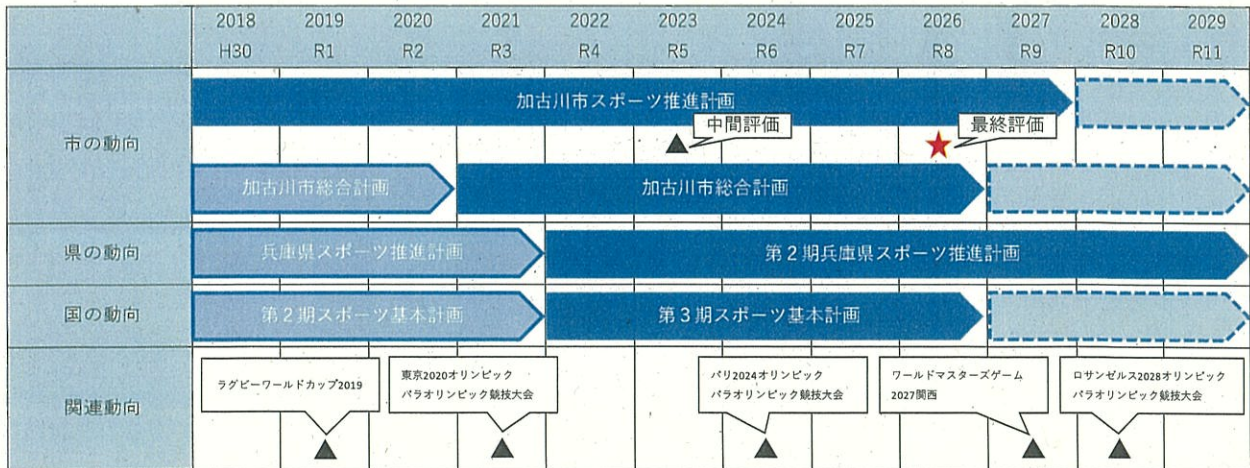 2018 2019 2020 2021 2022 2023 2024 2025 2026 2027 2028 2029
H30 R1 R2 R3 R4 R5 R6 R7 R8 R9 R10 R11
市の動向
加古川市スポーツ推進計画
中間評価
最終評価
加古川市総合計画 加古川市総合計画
県の動向 兵庫県スポーツ推進計画 第2期兵庫県スポーツ推進計画
国の動向 第2期スポーツ基本計画 第3期スポーツ基本計画
関連動向
ラグビーワールドカップ2019
東京2020オリンピック
パラオリンピック競技大会
パリ2024オリンピック
パラオリンピック競技大会
ワールドマスターズゲーム
2027関西
ロサンゼルス2028オリンピック
パラオリンピック競技大会